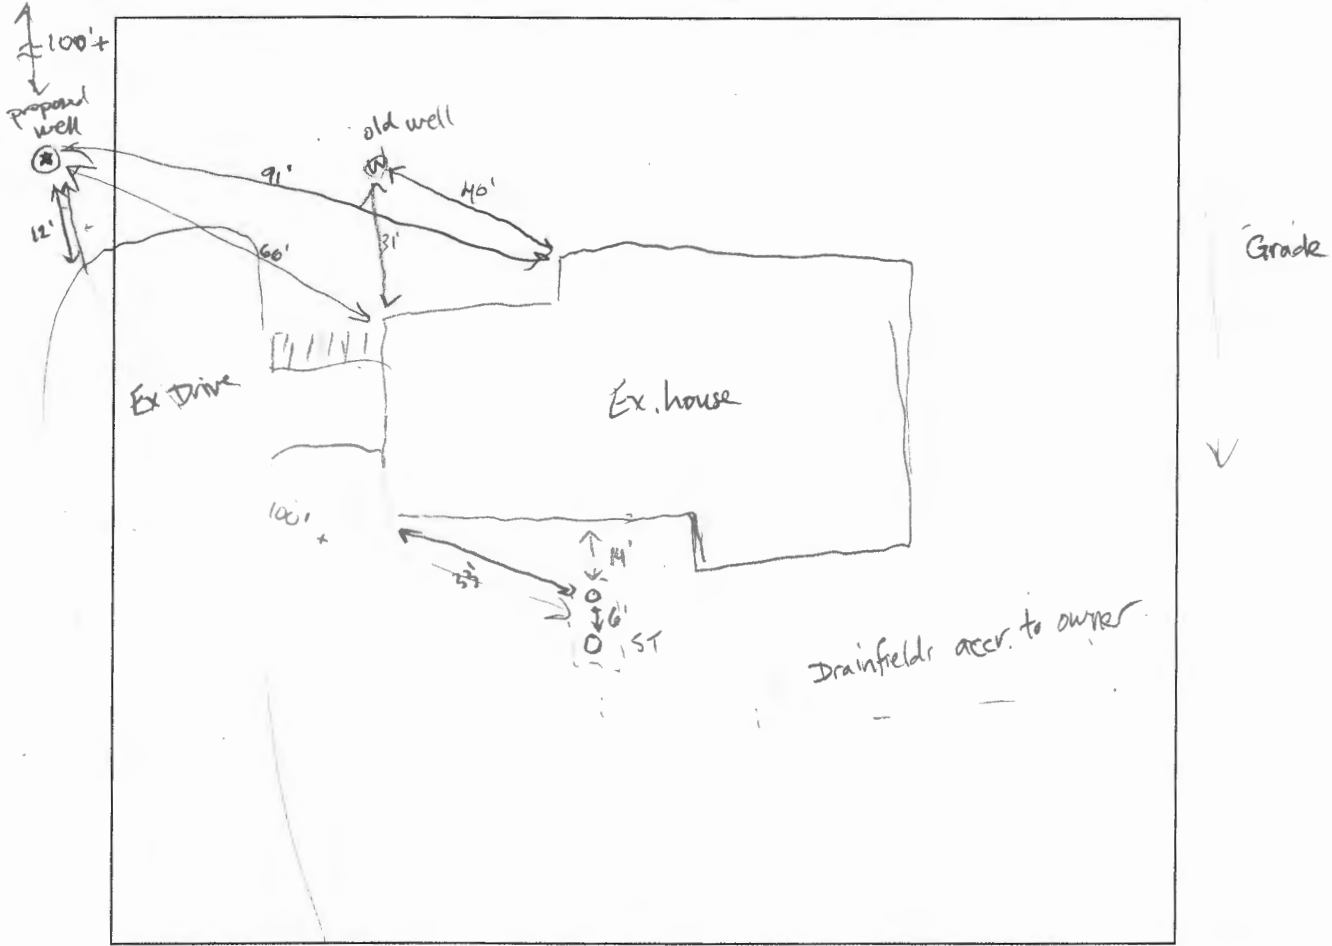 100'+
proposed
well
old well
91'
40'
12'
60'
31'
Grade
Ex Drive
Ex. house
100'
+
14'
33'
6'
ST
Drainfields accr. to owner